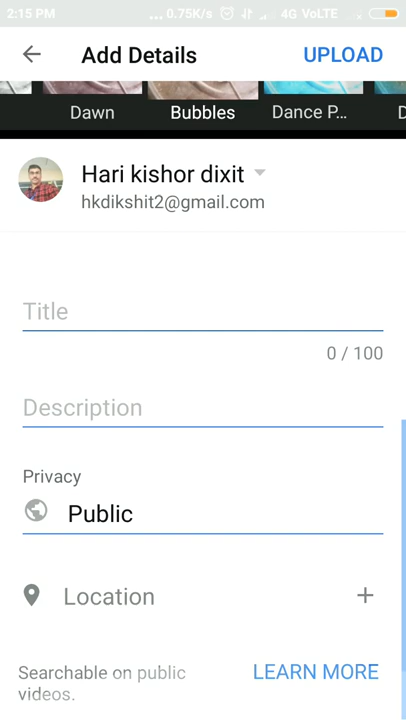 2:15 PM
... 0.75K/s 4G VoLTE
Add Details
UPLOAD
Dawn
Bubbles
Dance P...
D
Hari kishor dixit
hkdikshit2@gmail.com
Title
0 / 100
Description
Privacy
Public
Location
+
Searchable on public
videos.
LEARN MORE